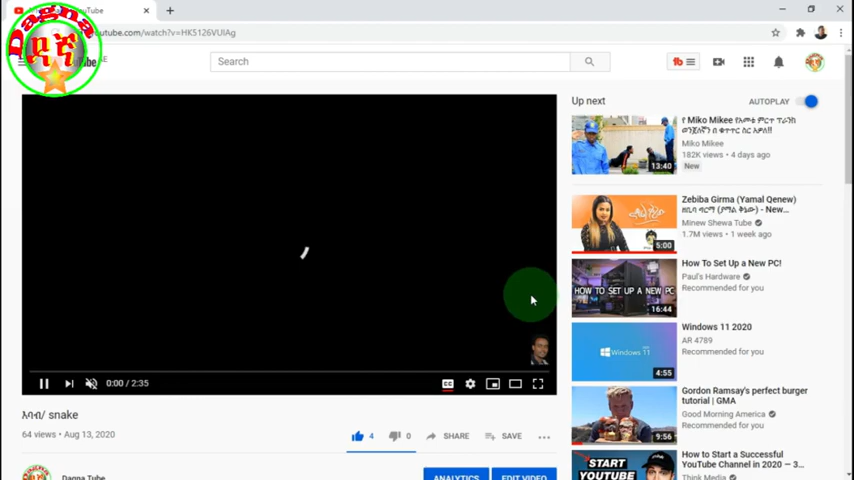 Dagna
ዳኛ
YouTube
youtube.com/watch?v=HK5126VUlAg
Search
Up next
AUTOPLAY
13:40
Miko Mikee
182K views • 4 days ago
New
Zebiba Girma (Yamal Qenew)
Minew Shewa Tube
1.7M views • 1 week ago
5:00
How To Set Up a New PC!
Paul's Hardware
Recommended for you
HOW TO SET UP A NEW PC
16:44
Windows 11 2020
AR 4789
Recommended for you
Windows 11
4:55
Gordon Ramsay's perfect burger
tutorial | GMA
Good Morning America
Recommended for you
9:56
How to Start a Successful
YouTube Channel in 2020 — 3...
Think Media
START
YOUTUBE
0:00 / 2:35
CC
እባብ/ snake
64 views • Aug 13, 2020
4
0
SHARE
SAVE
Dagna Tube
ANALYTICS
EDIT VIDEO